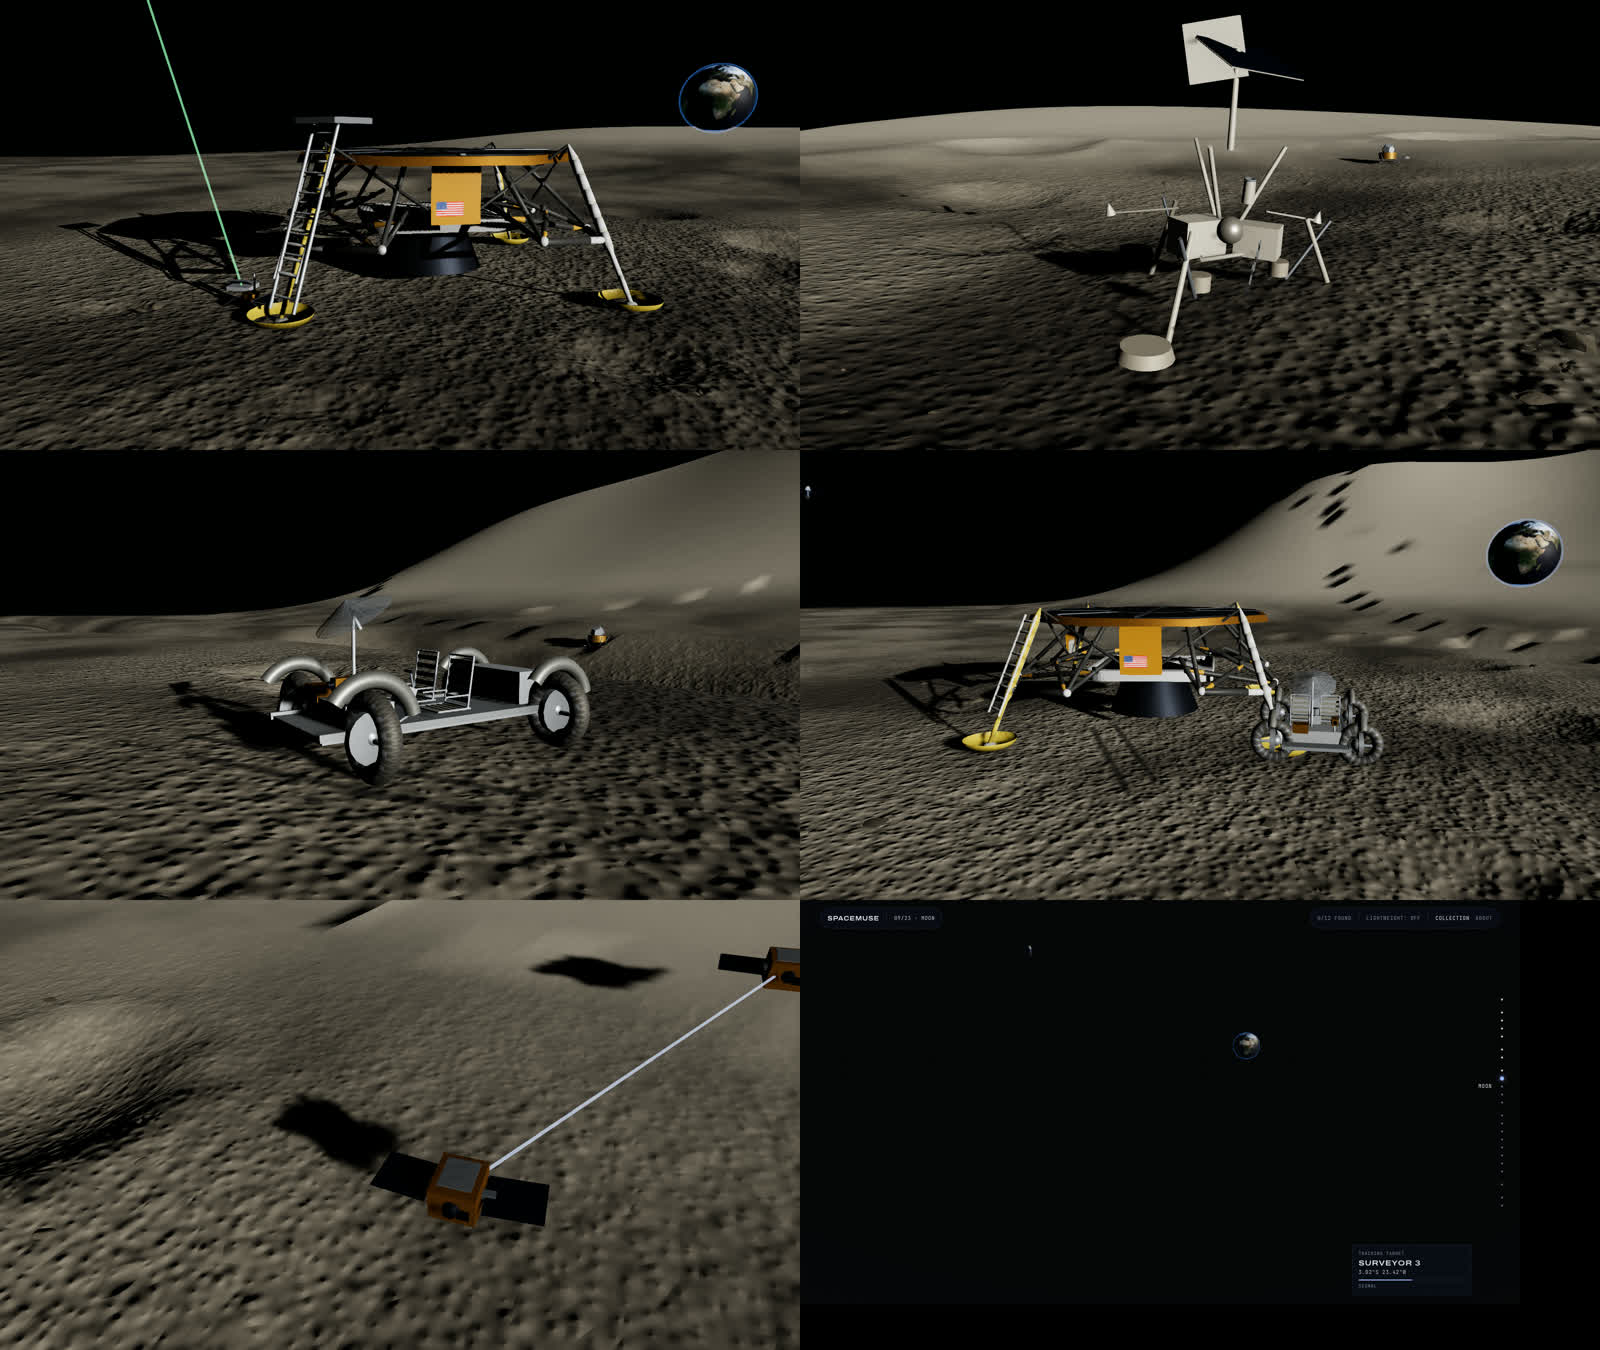 SPACEMUSE
09/23 · MOON
0/12 FOUND
LIGHTWEIGHT: OFF
COLLECTION
ABOUT
MOON
TRACKING TARGET
SURVEYOR 3
3.02°S 23.42°W
SIGNAL